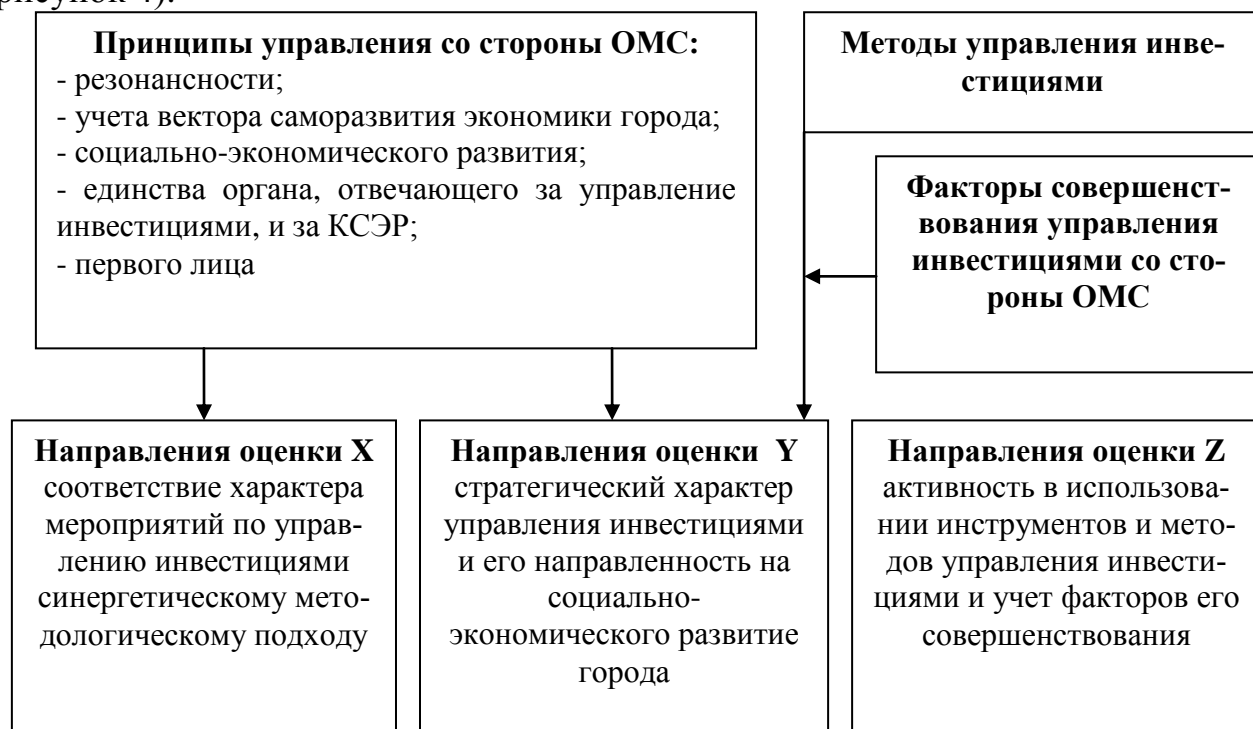 рисунок 4).
Принципы управления со стороны ОМС:
- резонансности;
- учета вектора саморазвития экономики города;
- социально-экономического развития;
- единства органа, отвечающего за управление
инвестициями, и за КСЭР;
- первого лица
Методы управления инве-
стициями
Факторы совершенст-
вования управления
инвестициями со сто-
роны ОМС
Направления оценки X
соответствие характера
мероприятий по управ-
лению инвестициями
синергетическому мето-
дологическому подходу
Направления оценки Y
стратегический характер
управления инвестициями
и его направленность на
социально-
экономического развитие
города
Направления оценки Z
активность в использова-
нии инструментов и мето-
дов управления инвести-
циями и учет факторов его
совершенствования